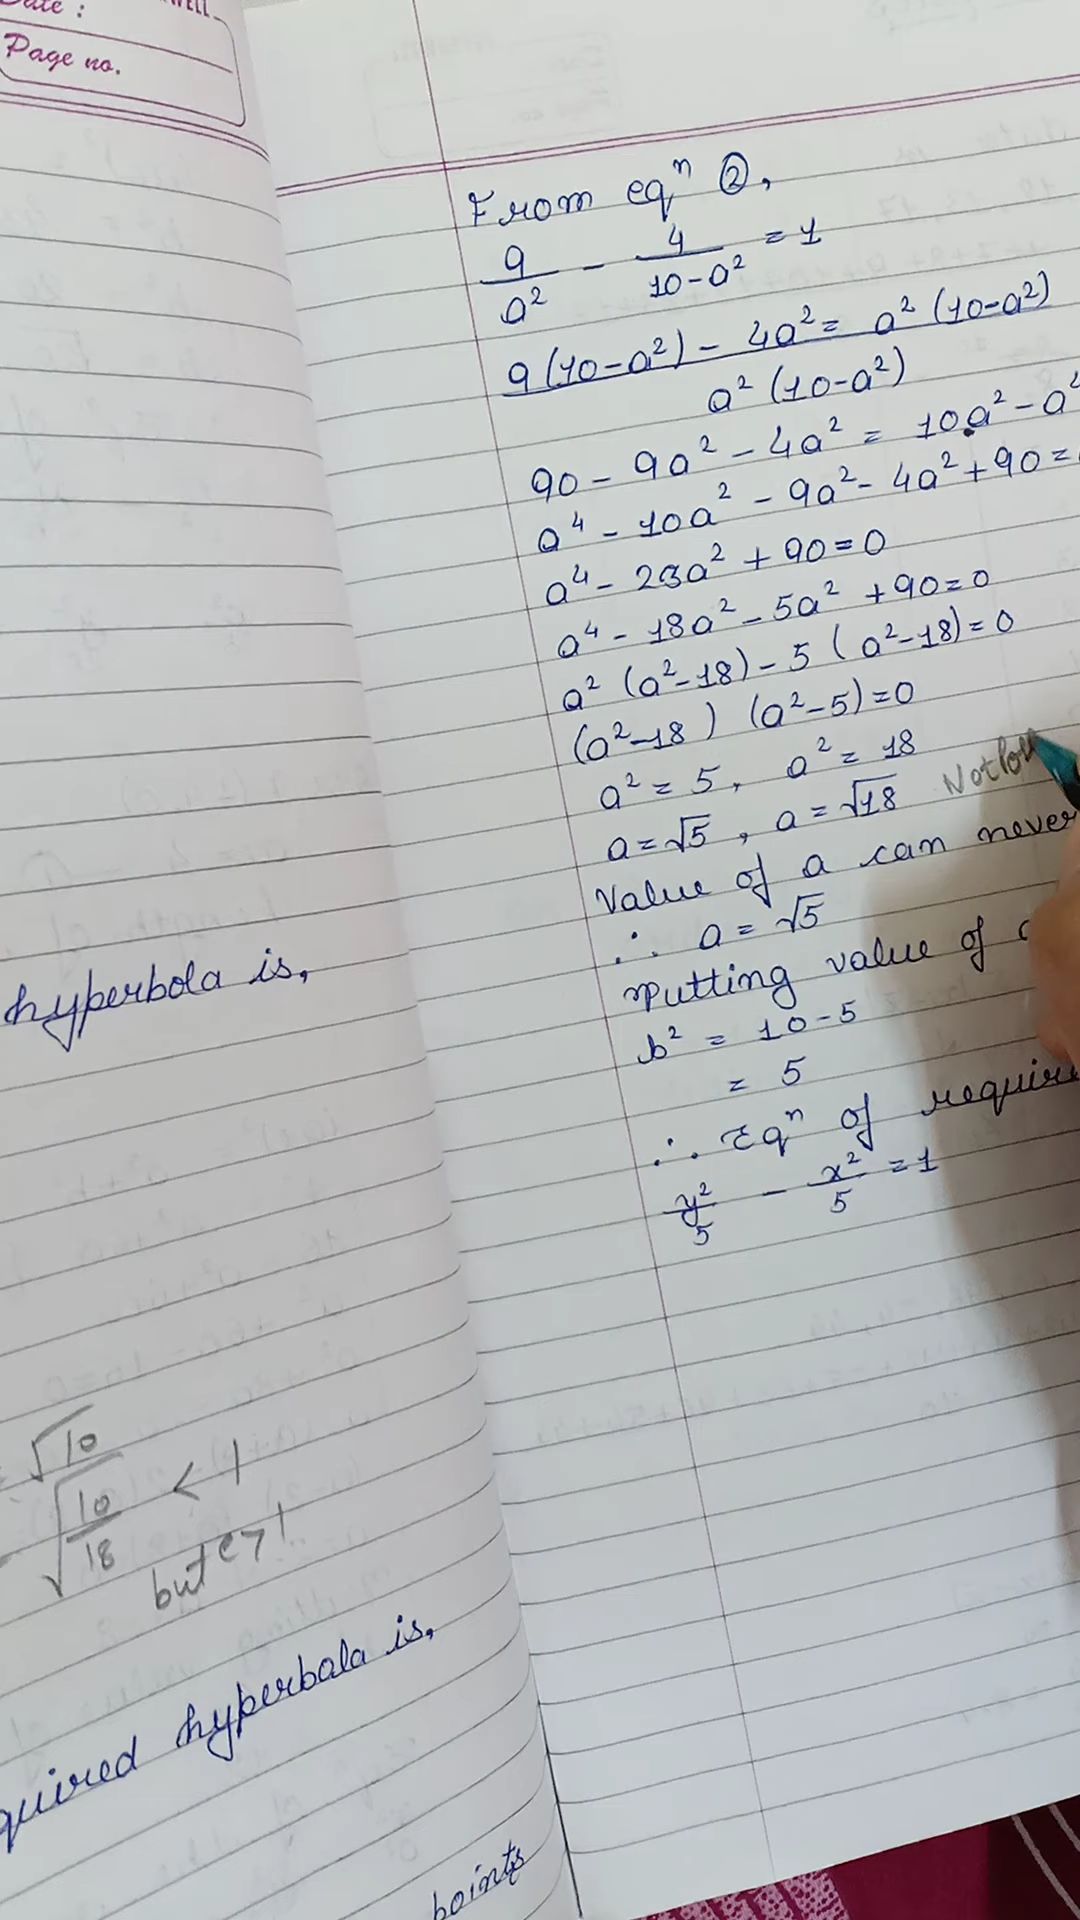 Date :
Page no.
hyperbola is,
√10
√10/18 < 1
but e>1
quired hyperbala is,
points
From eqⁿ ②,
9/a² - 4/10-a² = 1
9(10-a²) - 4a² = a² (10-a²)
a² (10-a²)
90 - 9a² - 4a² = 10a² - a⁴
a⁴ - 10a² - 9a² - 4a² + 90 =
a⁴ - 23a² + 90 = 0
a⁴ - 18a² - 5a² + 90 = 0
a² (a²-18) - 5 (a²-18) = 0
(a²-18) (a²-5) = 0
a² = 5, a² = 18
a = √5, a = √18 Not
Value of a can never
∴ a = √5
Putting value of
b² = 10-5
= 5
∴ Eqⁿ of requir
y²/5 - x²/5 = 1